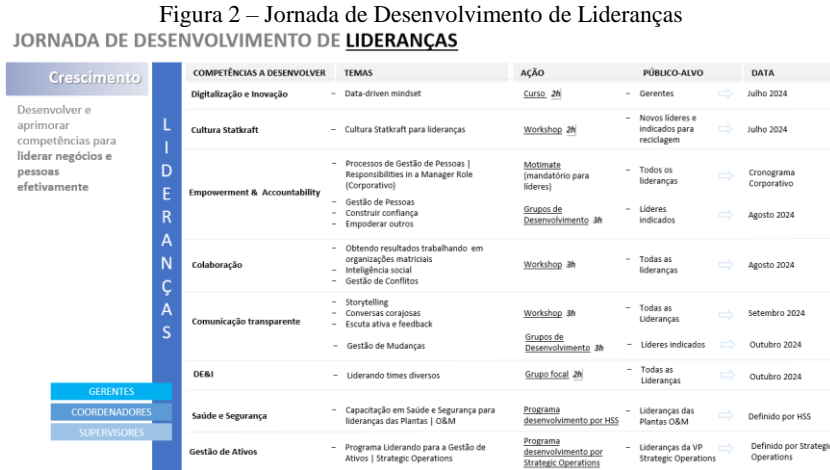 Figura 2 – Jornada de Desenvolvimento de Lideranças
JORNADA DE DESENVOLVIMENTO DE LIDERANÇAS
Crescimento
Desenvolver e
aprimorar
competências para
liderar negócios e
pessoas
efetivamente
LIDERANÇAS
GERENTES
COORDENADORES
SUPERVISORES
COMPETÊNCIAS A DESENVOLVER TEMAS AÇÃO PÚBLICO-ALVO DATA
Digitalização e Inovação – Data-driven mindset Curso 2h – Gerentes Julho 2024
Cultura Statkraft – Cultura Statkraft para lideranças Workshop 2h – Novos líderes e
indicados para
reciclagem
Julho 2024
Empowerment & Accountability
– Processos de Gestão de Pessoas |
Responsibilities in a Manager Role
(Corporativo)
Motimate
(mandatório para
líderes)
– Todos os
lideranças
Cronograma
Corporativo
– Gestão de Pessoas
– Construir confiança
– Empoderar outros
Grupos de
Desenvolvimento 3h
– Líderes
indicados
Agosto 2024
Colaboração
– Obtendo resultados trabalhando em
organizações matriciais
– Inteligência social
– Gestão de Conflitos
Workshop 3h
– Todas as
lideranças
Agosto 2024
Comunicação transparente
– Storytelling
– Conversas corajosas
– Escuta ativa e feedback
Workshop 3h
– Todas as
Lideranças
Setembro 2024
– Gestão de Mudanças
Grupos de
Desenvolvimento 3h
– Líderes indicados
Outubro 2024
DE&I
– Liderando times diversos
Grupo focal 2h
– Todas as
Lideranças
Outubro 2024
Saúde e Segurança
– Capacitação em Saúde e Segurança para
lideranças das Plantas | O&M
Programa
desenvolvimento por HSS
– Lideranças das
Plantas O&M
Definido por HSS
Gestão de Ativos
– Programa Liderando para a Gestão de
Ativos | Strategic Operations
Programa
desenvolvimento por
Strategic Operations
– Lideranças da VP
Strategic Operations
Definido por Strategic
Operations